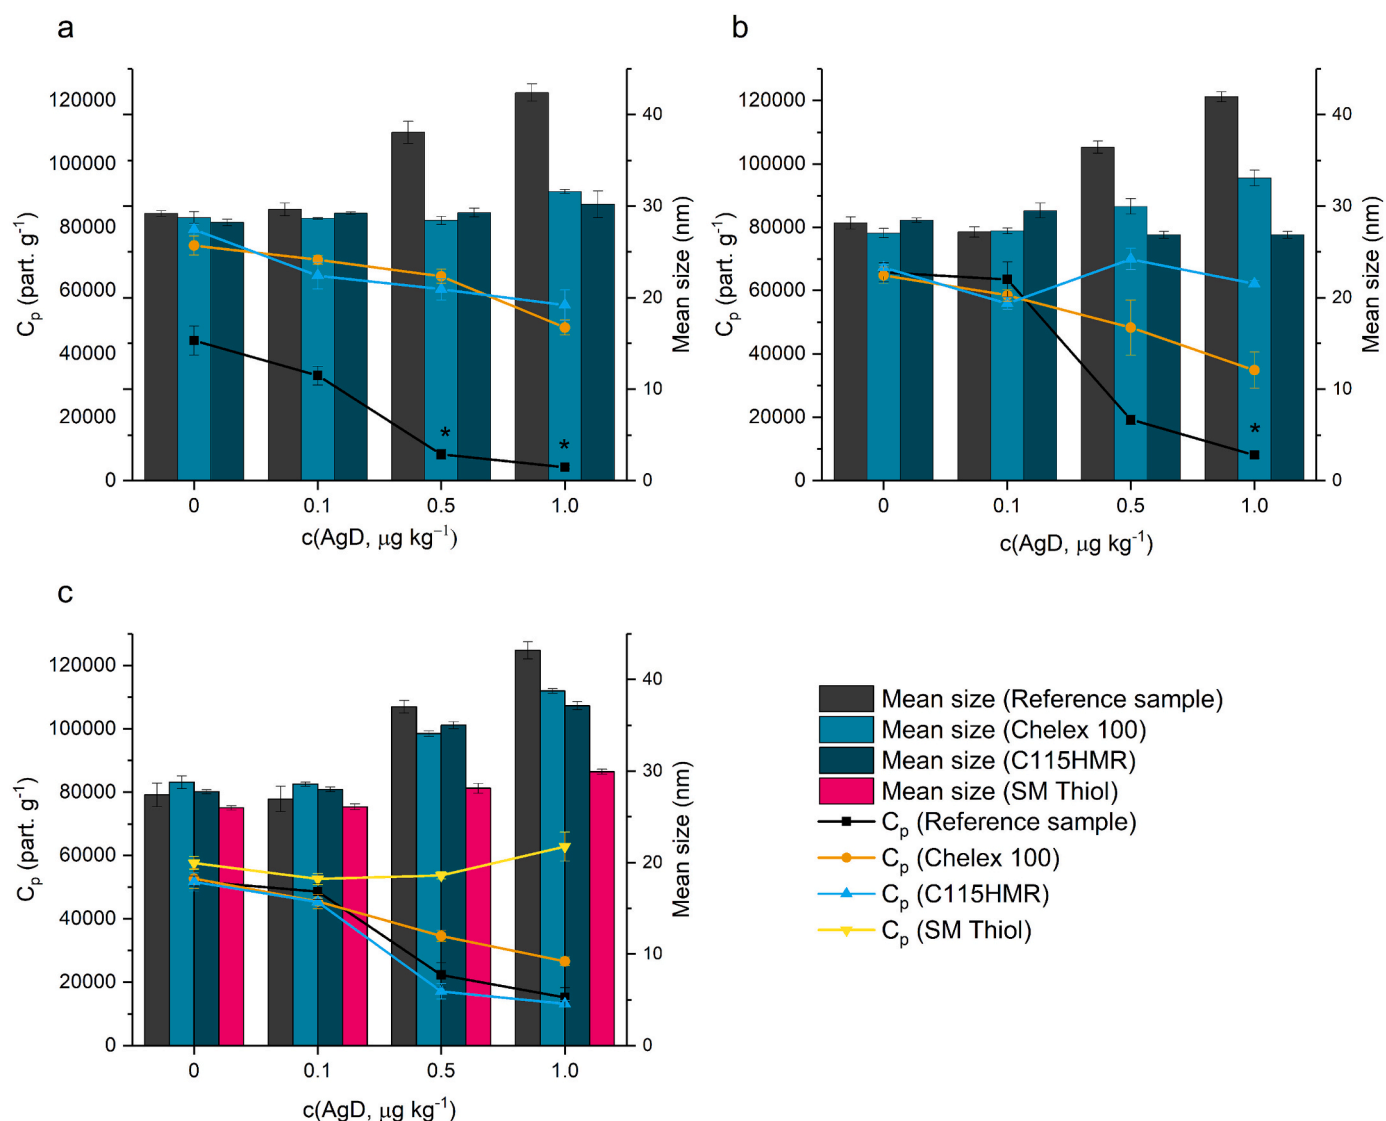 a
120000
100000
80000
60000
40000
20000
0
Cp (part. g⁻¹)
40
30
20
10
0
Mean size (nm)
*
*
0 0.1 0.5 1.0
c(AgD, µg kg⁻¹)
b
120000
100000
80000
60000
40000
20000
0
Cp (part. g⁻¹)
40
30
20
10
0
Mean size (nm)
*
0 0.1 0.5 1.0
c(AgD, µg kg⁻¹)
c
120000
100000
80000
60000
40000
20000
0
Cp (part. g⁻¹)
40
30
20
10
0
Mean size (nm)
0 0.1 0.5 1.0
c(AgD, µg kg⁻¹)
Mean size (Reference sample)
Mean size (Chelex 100)
Mean size (C115HMR)
Mean size (SM Thiol)
Cp (Reference sample)
Cp (Chelex 100)
Cp (C115HMR)
Cp (SM Thiol)